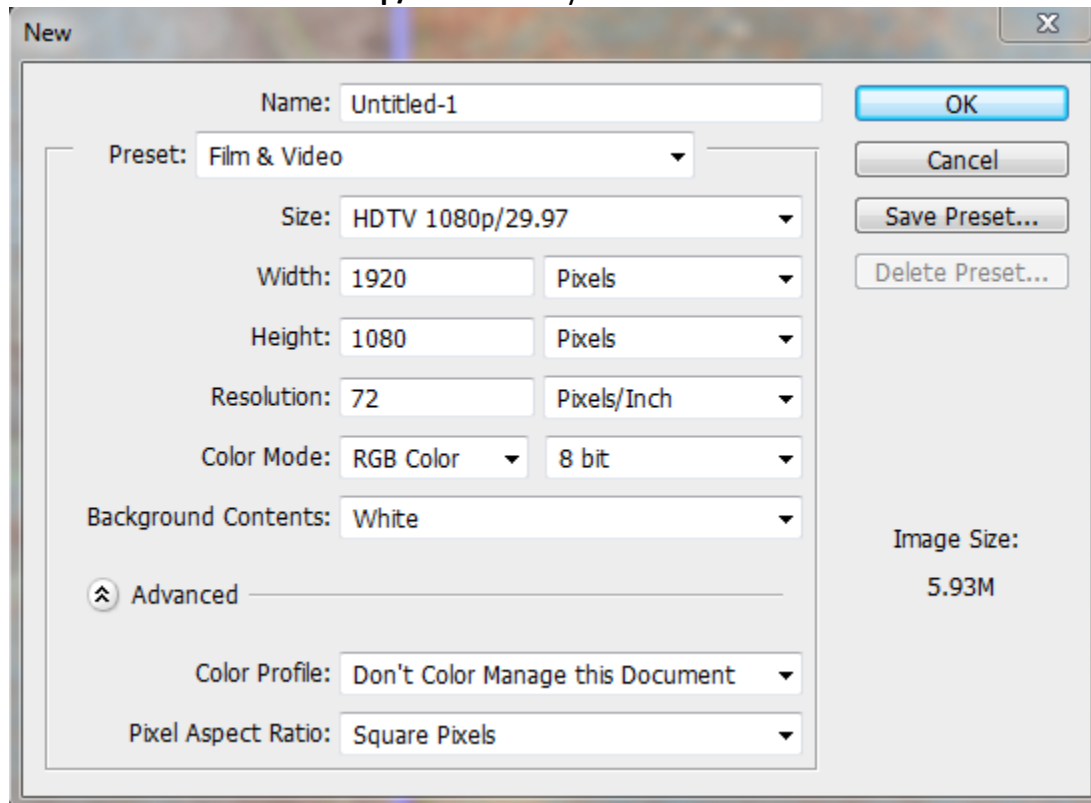 New
Name: Untitled-1
OK
Preset: Film & Video
Cancel
Size: HDTV 1080p/29.97
Save Preset...
Width: 1920 Pixels
Delete Preset...
Height: 1080 Pixels
Resolution: 72 Pixels/Inch
Color Mode: RGB Color 8 bit
Background Contents: White
Image Size:
5.93M
Advanced
Color Profile: Don't Color Manage this Document
Pixel Aspect Ratio: Square Pixels